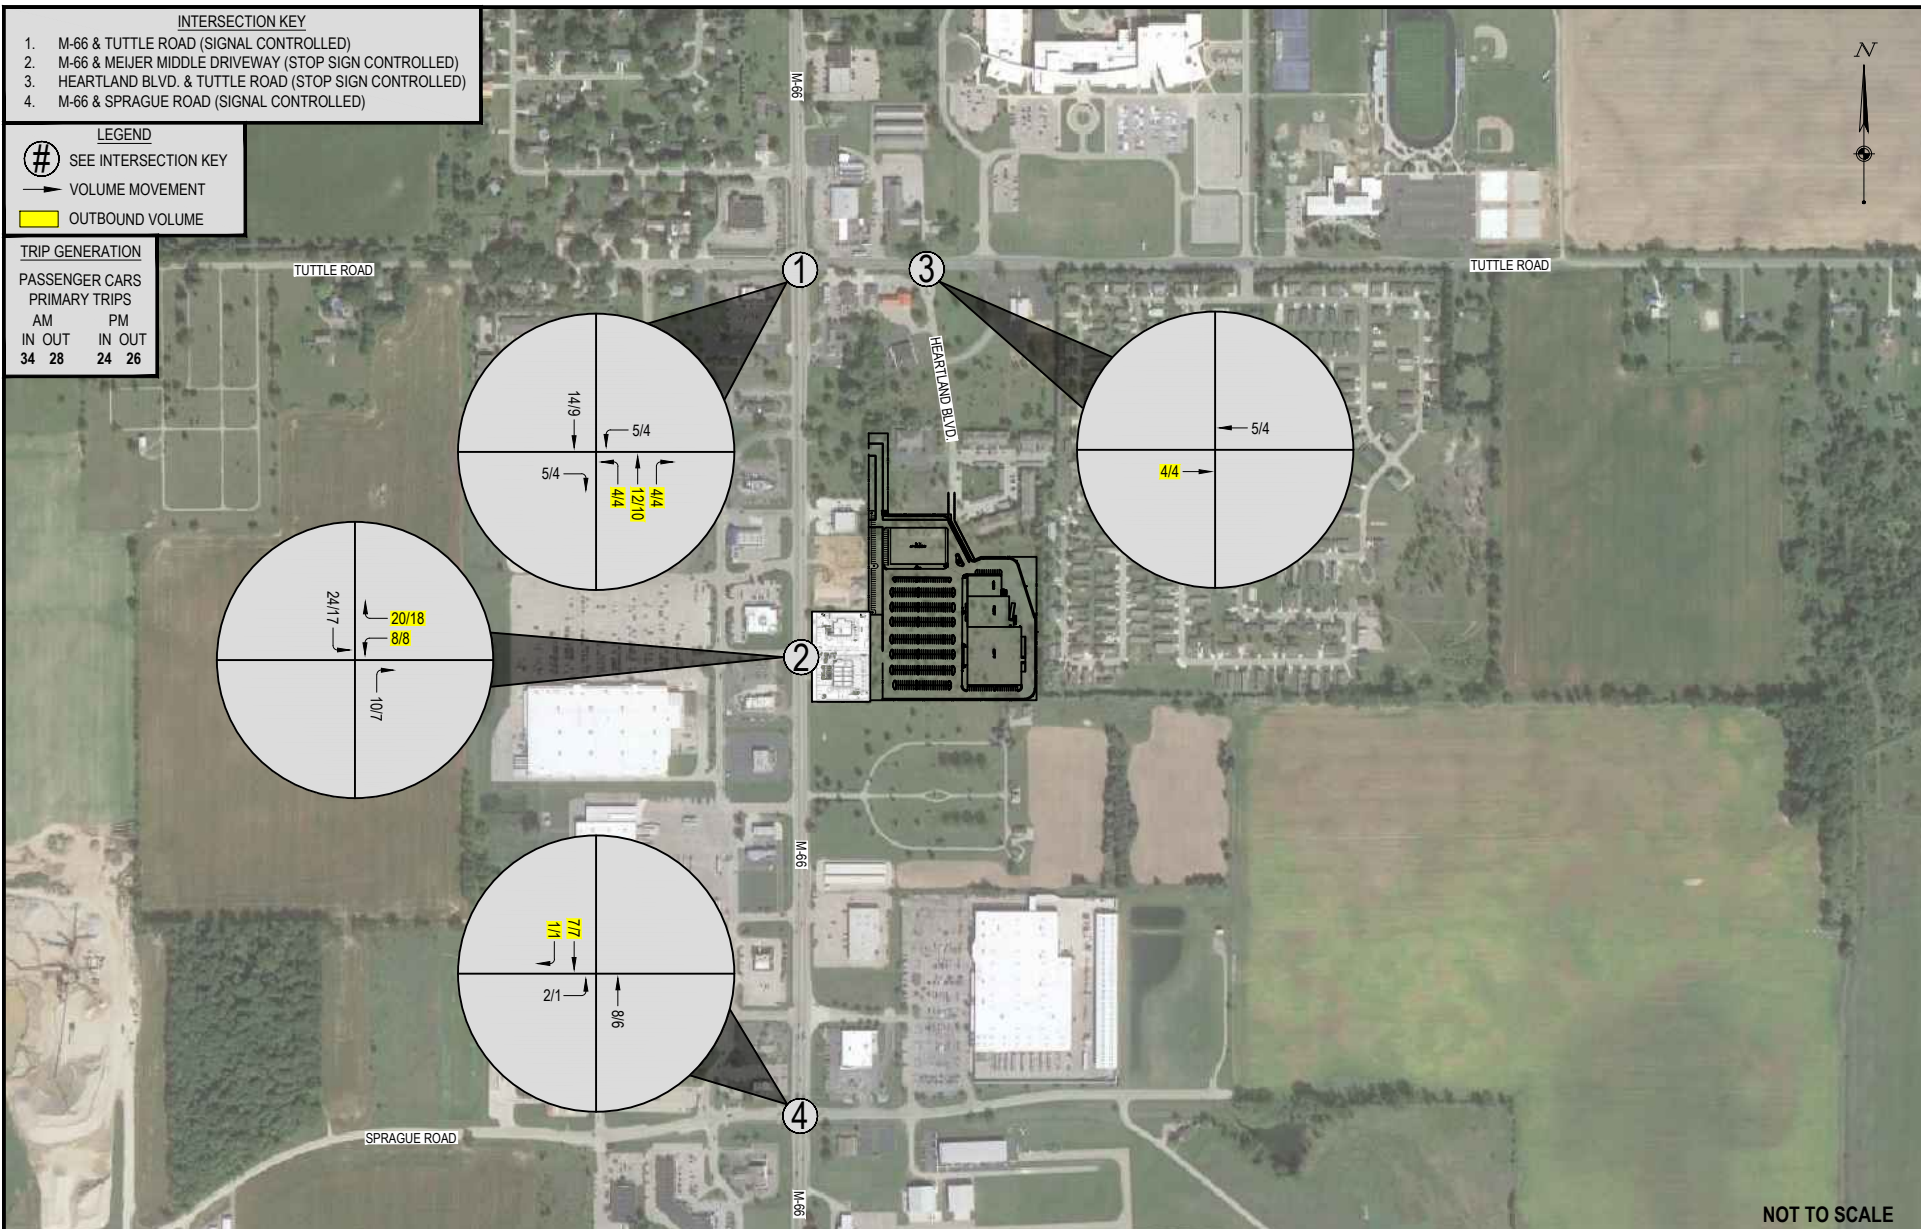 INTERSECTION KEY
1. M-66 & TUTTLE ROAD (SIGNAL CONTROLLED)
2. M-66 & MEIJER MIDDLE DRIVEWAY (STOP SIGN CONTROLLED)
3. HEARTLAND BLVD. & TUTTLE ROAD (STOP SIGN CONTROLLED)
4. M-66 & SPRAGUE ROAD (SIGNAL CONTROLLED)
LEGEND
# SEE INTERSECTION KEY
VOLUME MOVEMENT
OUTBOUND VOLUME
TRIP GENERATION
PASSENGER CARS
PRIMARY TRIPS
AM PM
IN OUT IN OUT
34 28 24 26
M-66
N
TUTTLE ROAD
1
3
TUTTLE ROAD
HEARTLAND BLVD.
14/9
5/4
5/4
4/4
12/10
4/4
5/4
4/4
24/17
20/18
8/8
10/7
2
M-66
1/1
7/7
2/1
8/6
4
SPRAGUE ROAD
M-66
NOT TO SCALE